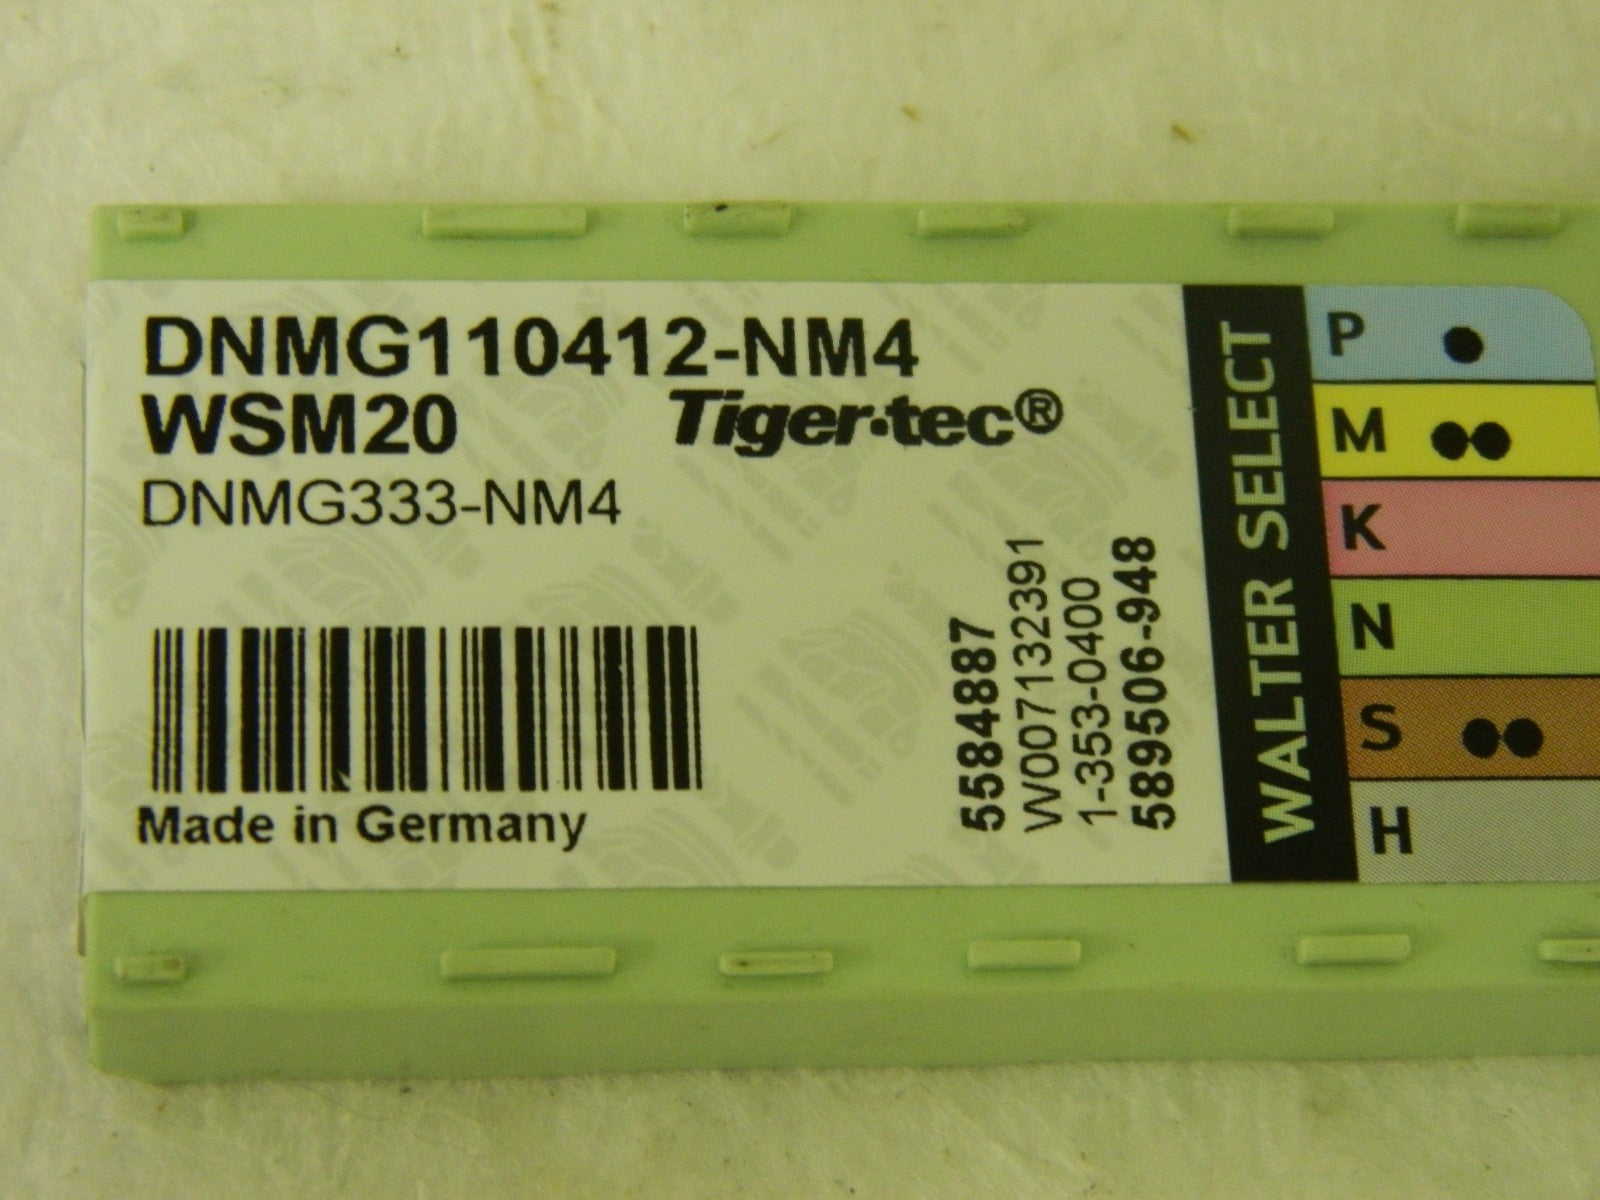 DNMG110412-NM4
WSM20 Tiger·tec®
DNMG333-NM4
Made in Germany
5584887
W007132391
1-353-0400
589506-948
WALTER SELECT
P
M
K
N
S
H